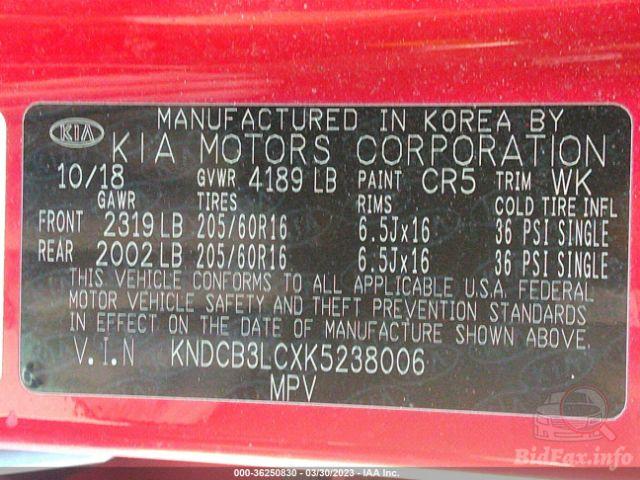 MANUFACTURED IN KOREA BY
KIA KIA MOTORS CORPORATION
10/18 GVWR 4189 LB PAINT CR5 TRIM WK
GAWR TIRES RIMS COLD TIRE INFL
FRONT 2319 LB 205/60R16 6.5Jx16 36 PSI SINGLE
REAR 2002 LB 205/60R16 6.5Jx16 36 PSI SINGLE
THIS VEHICLE CONFORMS TO ALL APPLICABLE U.S.A. FEDERAL
MOTOR VEHICLE SAFETY AND THEFT PREVENTION STANDARDS
IN EFFECT ON THE DATE OF MANUFACTURE SHOWN ABOVE.
V.I.N KNDCB3LCXK5238006
MPV
BidFax.info
000-36250830 - 03/30/2023 - IAA Inc.